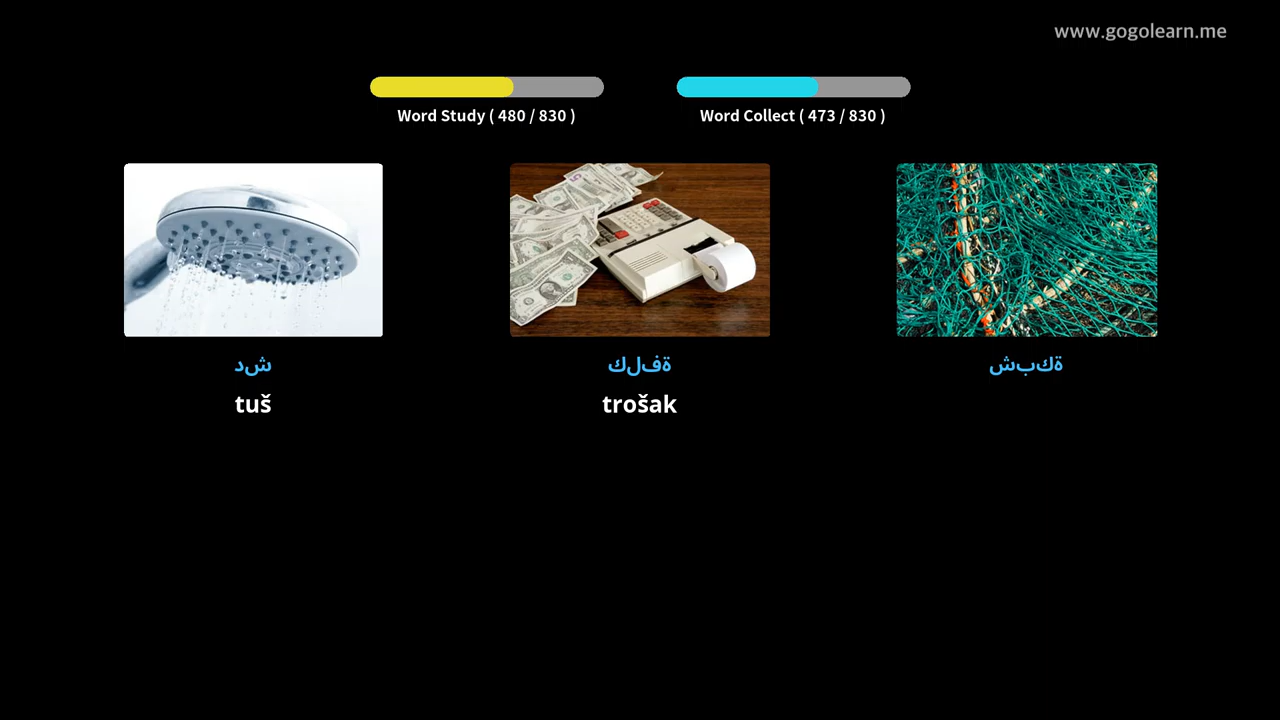 www.gogolearn.me
Word Study ( 480 / 830 )
Word Collect ( 473 / 830 )
شد
tuš
ةفلك
trošak
ةكبش